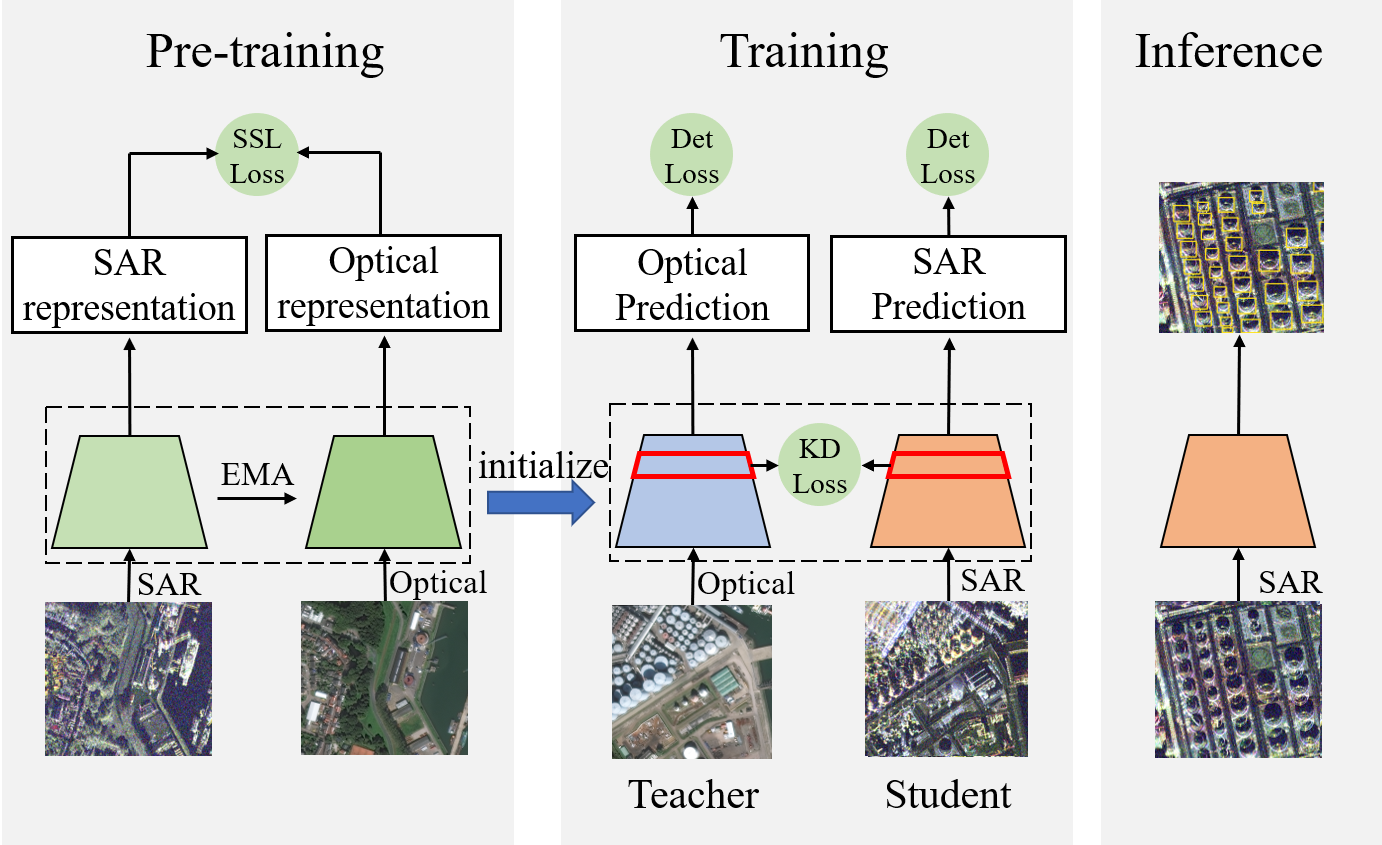 Pre-training
SSL
Loss
SAR
representation
Optical
representation
EMA
SAR
Optical
initialize
Training
Det
Loss
Det
Loss
Optical
Prediction
SAR
Prediction
KD
Loss
Optical
SAR
Teacher
Student
Inference
SAR